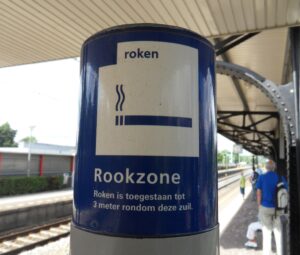 roken
Rookzone
Roken is toegestaan tot
3 meter rondom deze zuil.